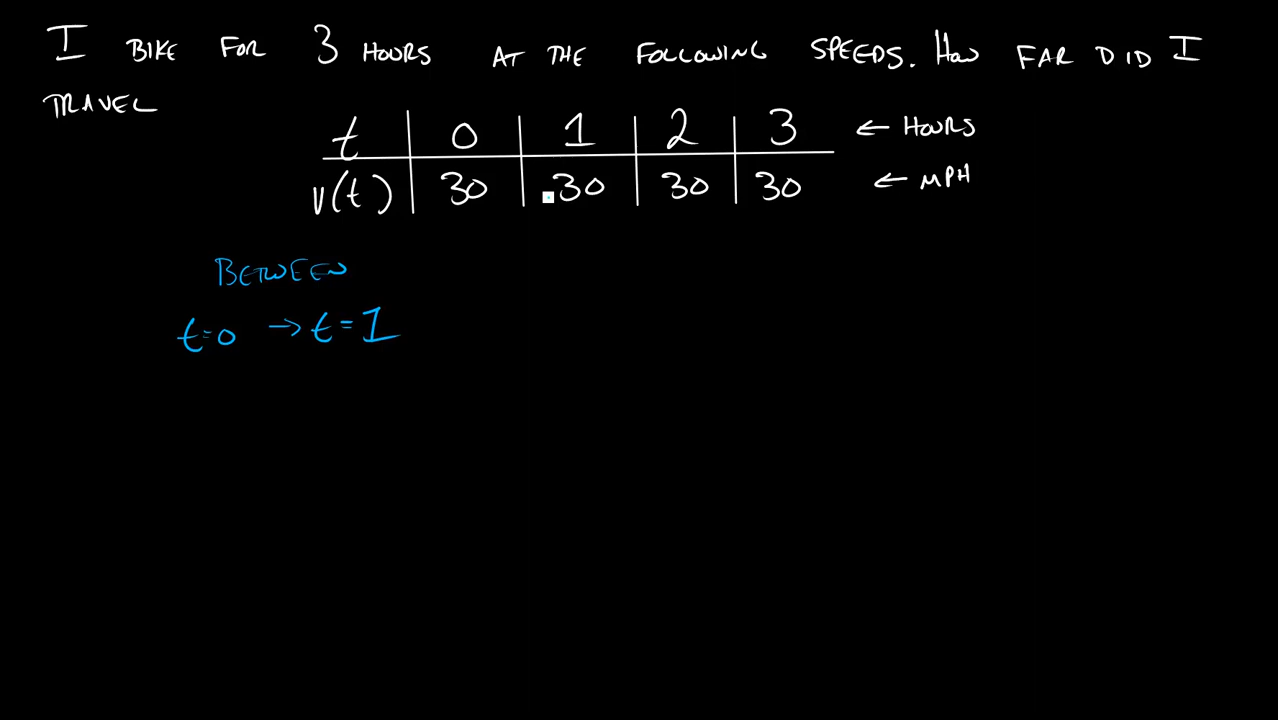 I BIKE FOR 3 HOURS AT THE FOLLOWING SPEEDS. HOW FAR DID I
TRAVEL
t 0 1 2 3 ← HOURS
v(t) 30 30 30 30 ← MPH
BETWEEN
t=0 → t=1